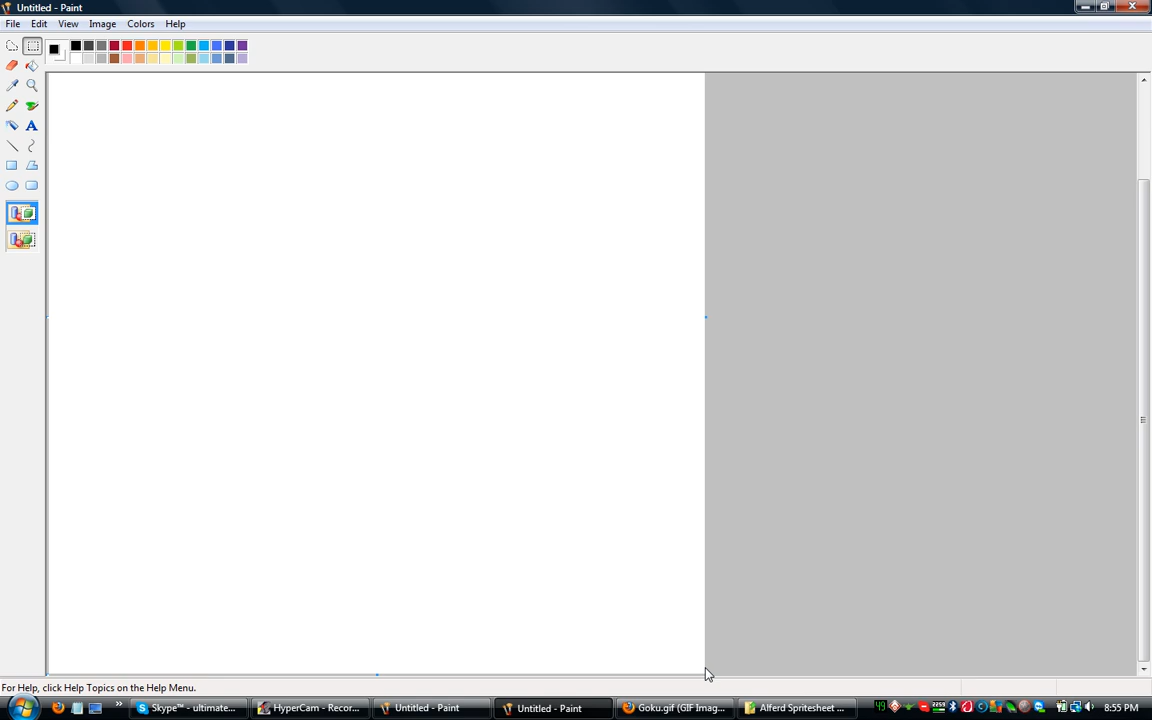 Untitled - Paint
File Edit View Image Colors Help
A
For Help, click Help Topics on the Help Menu.
Skype™ - ultimate... HyperCam - Recor... Untitled - Paint Untitled - Paint Goku.gif (GIF Imag... Alferd Spritesheet ... 8:55 PM